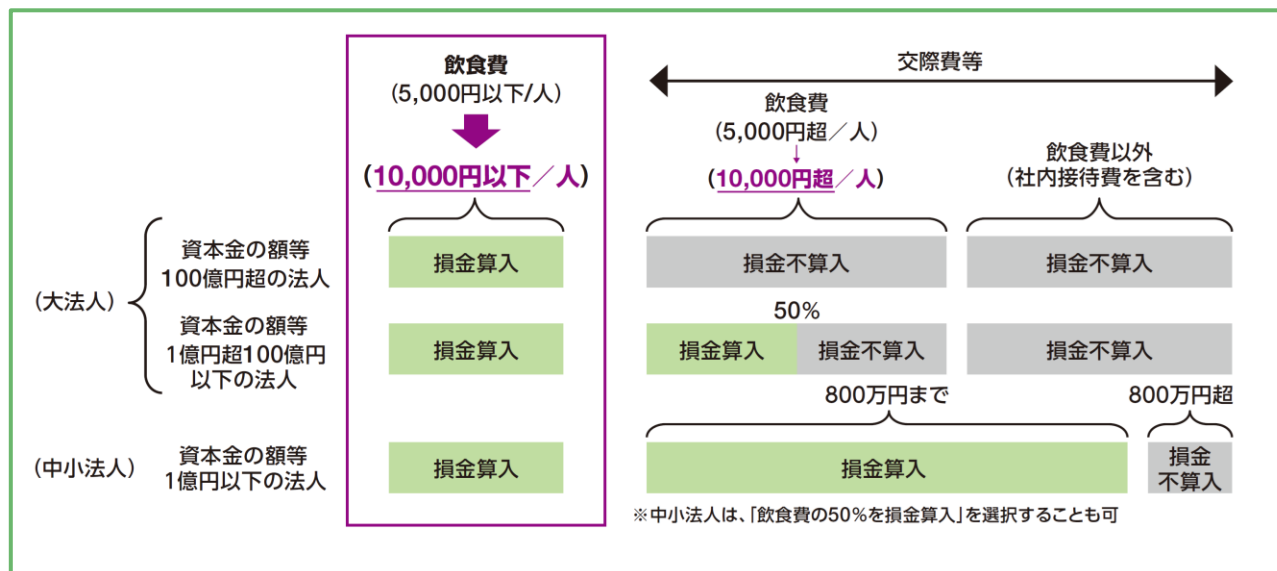 飲食費
(5,000円以下/人)
(10,000円以下／人)
交際費等
飲食費
(5,000円超／人)
↓
(10,000円超／人)
飲食費以外
(社内接待費を含む)
(大法人)
資本金の額等
100億円超の法人
損金算入
損金不算入
損金不算入
資本金の額等
1億円超100億円
以下の法人
損金算入
50%
損金算入
損金不算入
損金不算入
(中小法人)
資本金の額等
1億円以下の法人
損金算入
800万円まで
損金算入
800万円超
損金
不算入
※中小法人は、「飲食費の50%を損金算入」を選択することも可